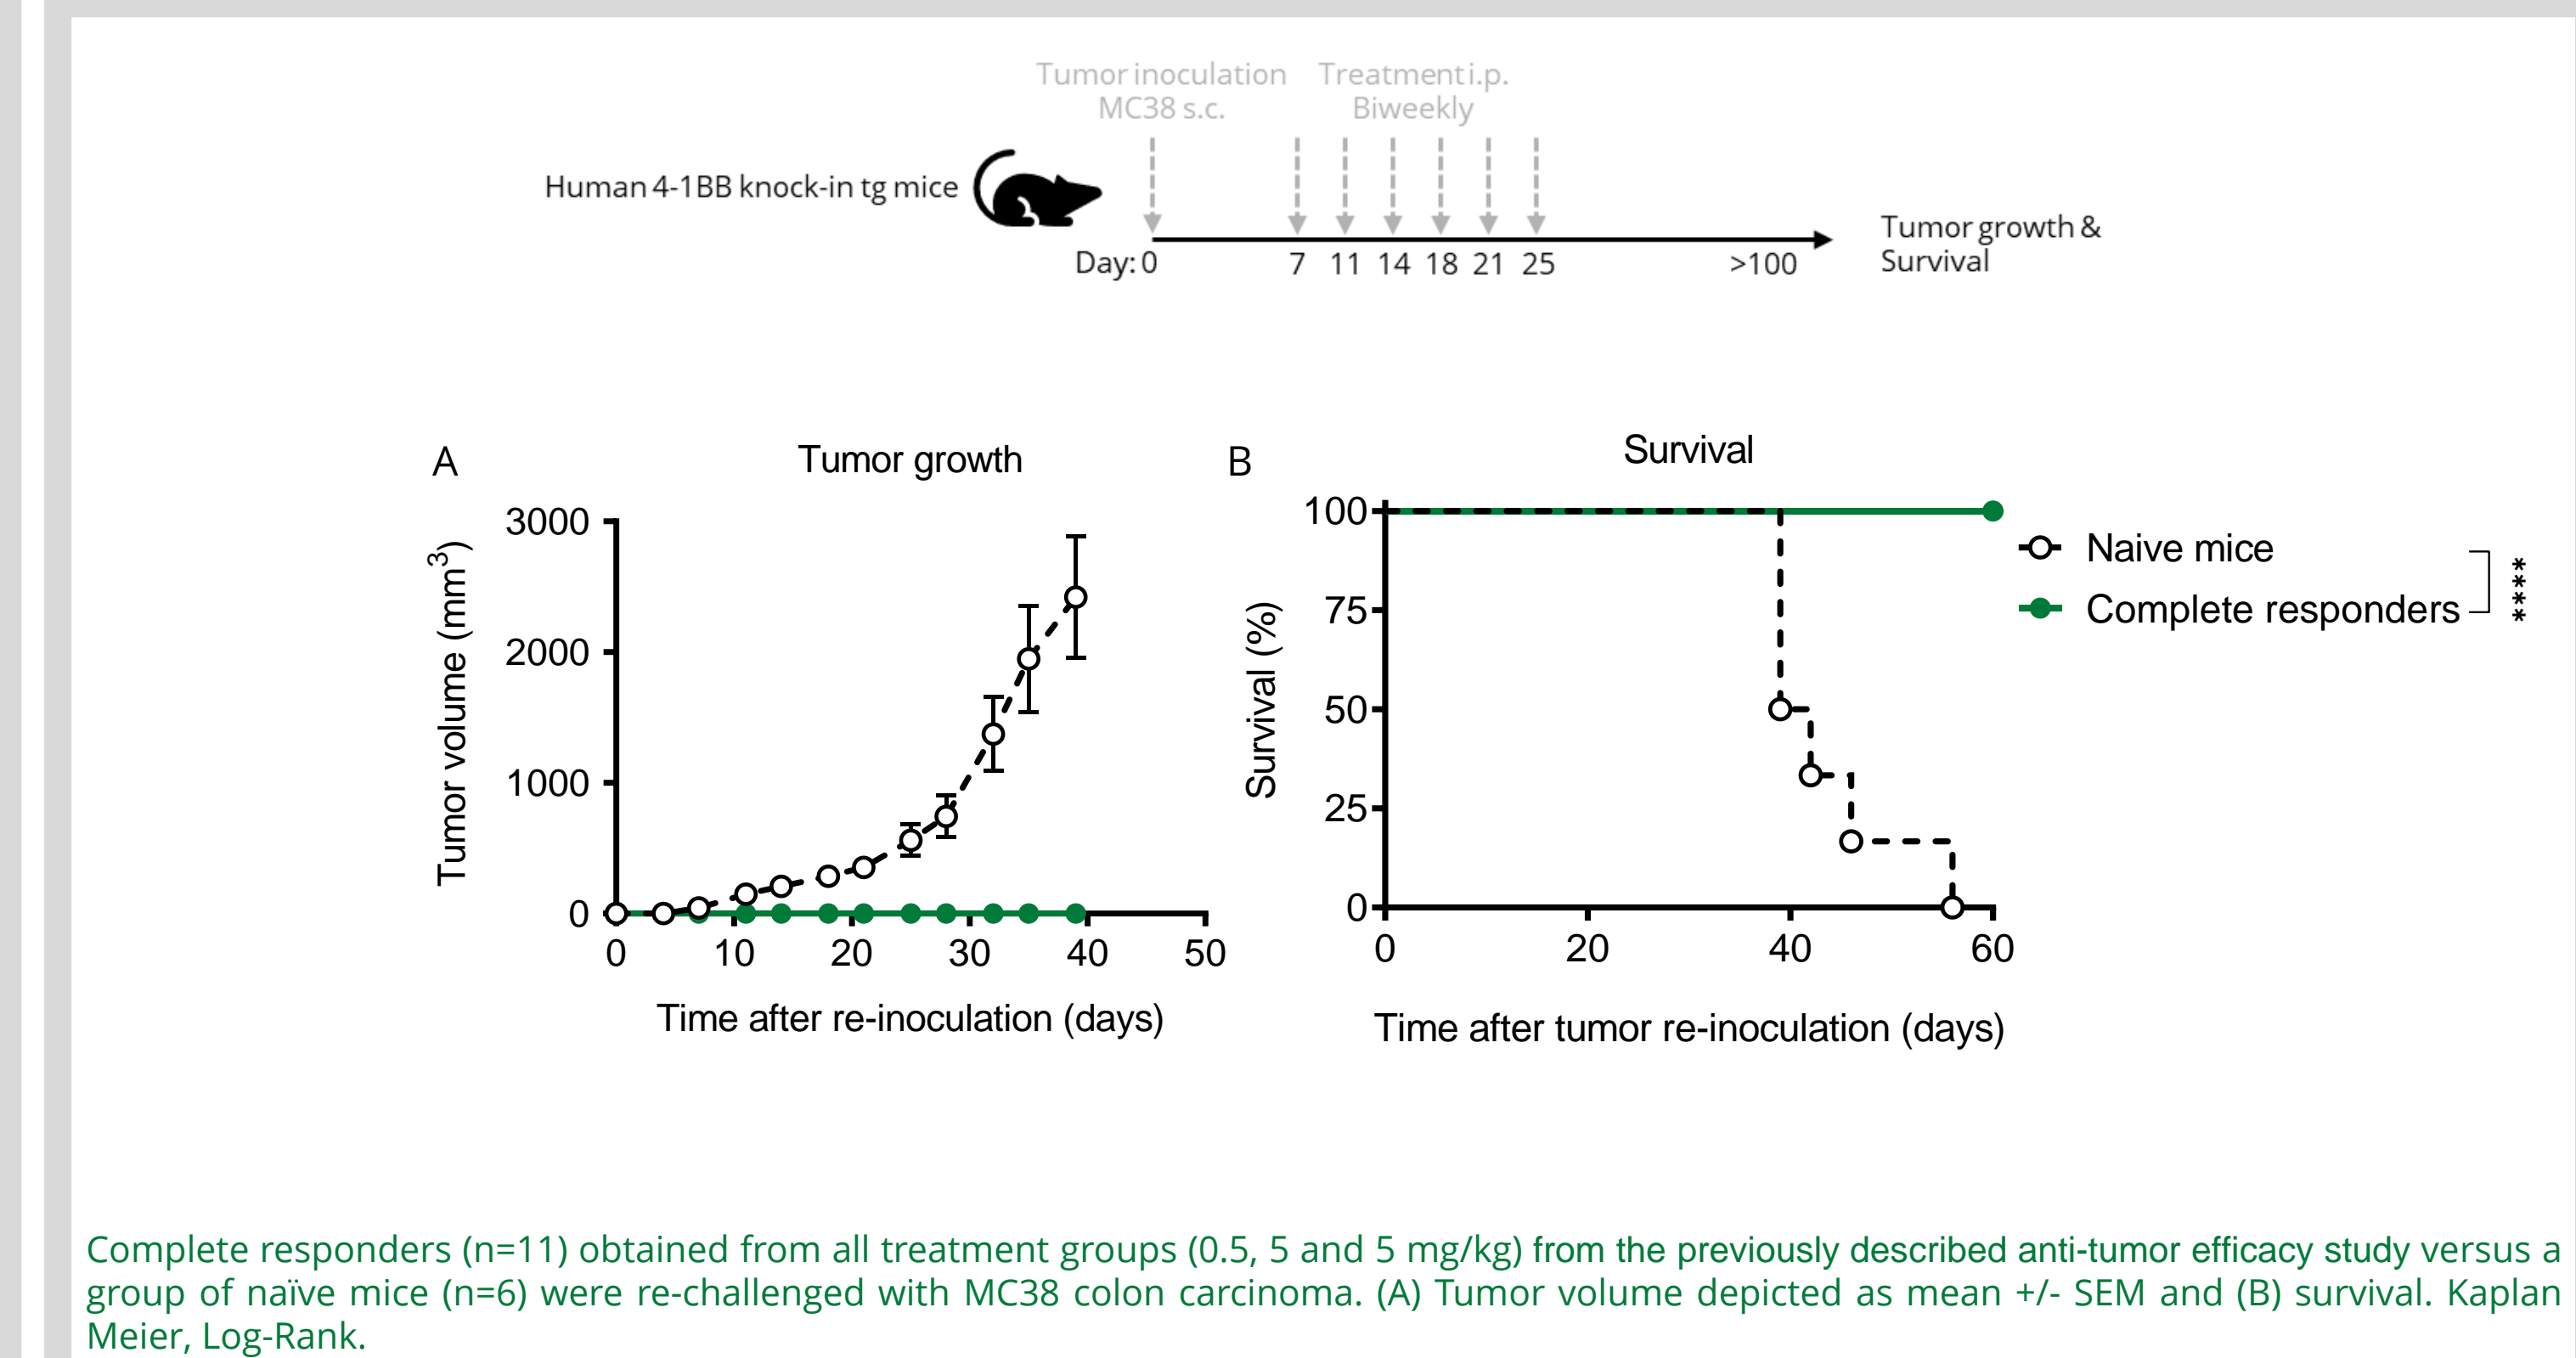 Tumor inoculation
MC38 s.c.
Treatment i.p.
Biweekly
Human 4-1BB knock-in tg mice
Day: 0 7 11 14 18 21 25 >100
Tumor growth &
Survival
A
Tumor growth
3000
2000
1000
0
Tumor volume (mm³)
0 10 20 30 40 50
Time after re-inoculation (days)
B
Survival
100
75
50
25
0
Survival (%)
0 20 40 60
Time after tumor re-inoculation (days)
Naive mice
Complete responders
****
Complete responders (n=11) obtained from all treatment groups (0.5, 5 and 5 mg/kg) from the previously described anti-tumor efficacy study versus a
group of naïve mice (n=6) were re-challenged with MC38 colon carcinoma. (A) Tumor volume depicted as mean +/- SEM and (B) survival. Kaplan
Meier, Log-Rank.